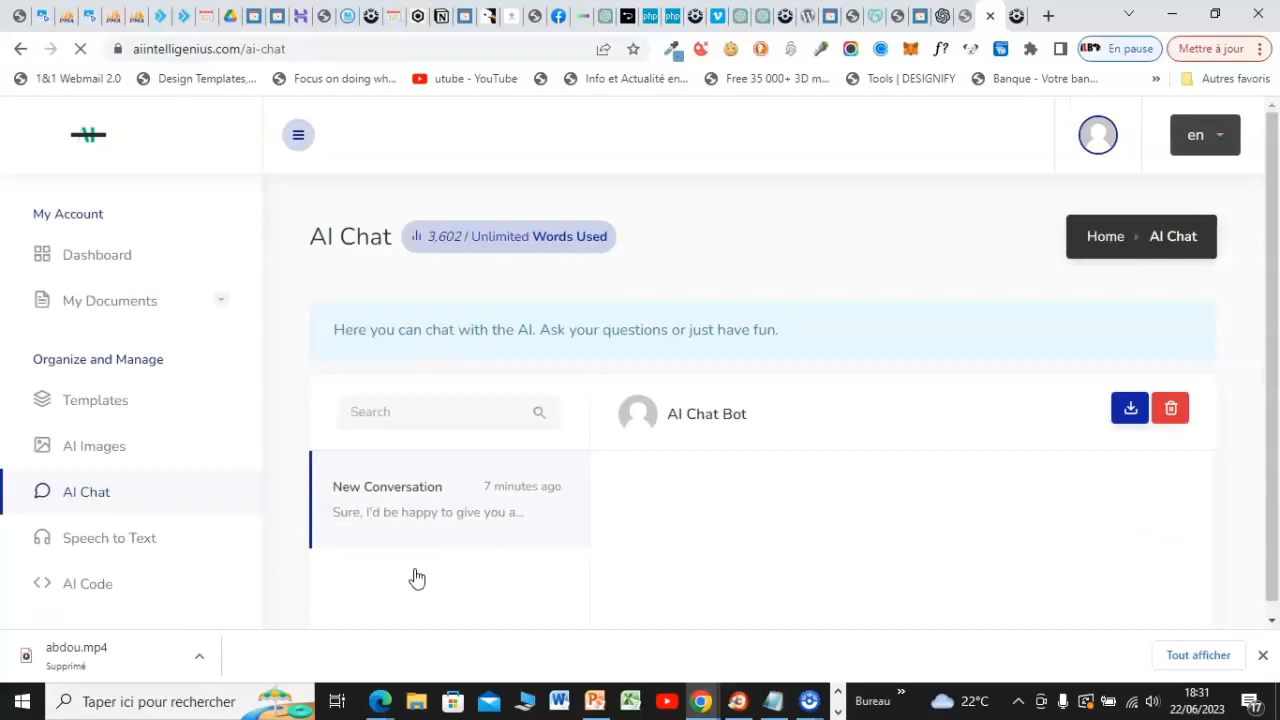 aiintelligenius.com/ai-chat
En pause
Mettre à jour
1&1 Webmail 2.0
Design Templates,...
Focus on doing wh...
utube - YouTube
Info et Actualité en...
Free 35 000+ 3D m...
Tools | DESIGNIFY
Banque - Votre ban...
»
Autres favoris
AI
en
My Account
Dashboard
My Documents
Organize and Manage
Templates
AI Images
AI Chat
Speech to Text
AI Code
AI Chat
3,602 / Unlimited Words Used
Home
AI Chat
Here you can chat with the AI. Ask your questions or just have fun.
Search
AI Chat Bot
New Conversation
7 minutes ago
Sure, I'd be happy to give you a...
abdou.mp4
Supprimé
Tout afficher
Taper ici pour rechercher
Bureau
»
22°C
18:31
22/06/2023
17